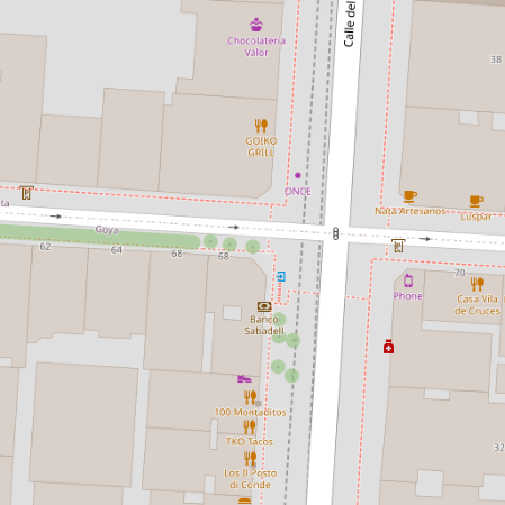 Chocolatería
Valor
Calle del
38
GOIKO
GRILL
ONCE
ta
Nata Artesanos
Luspar
Goya
62
64
68
68
70
Phone
Casa Vila
de Cruces
Banco
Sabadell
100 Montaditos
TKO Tacos
Los II Posto
di Conde
32